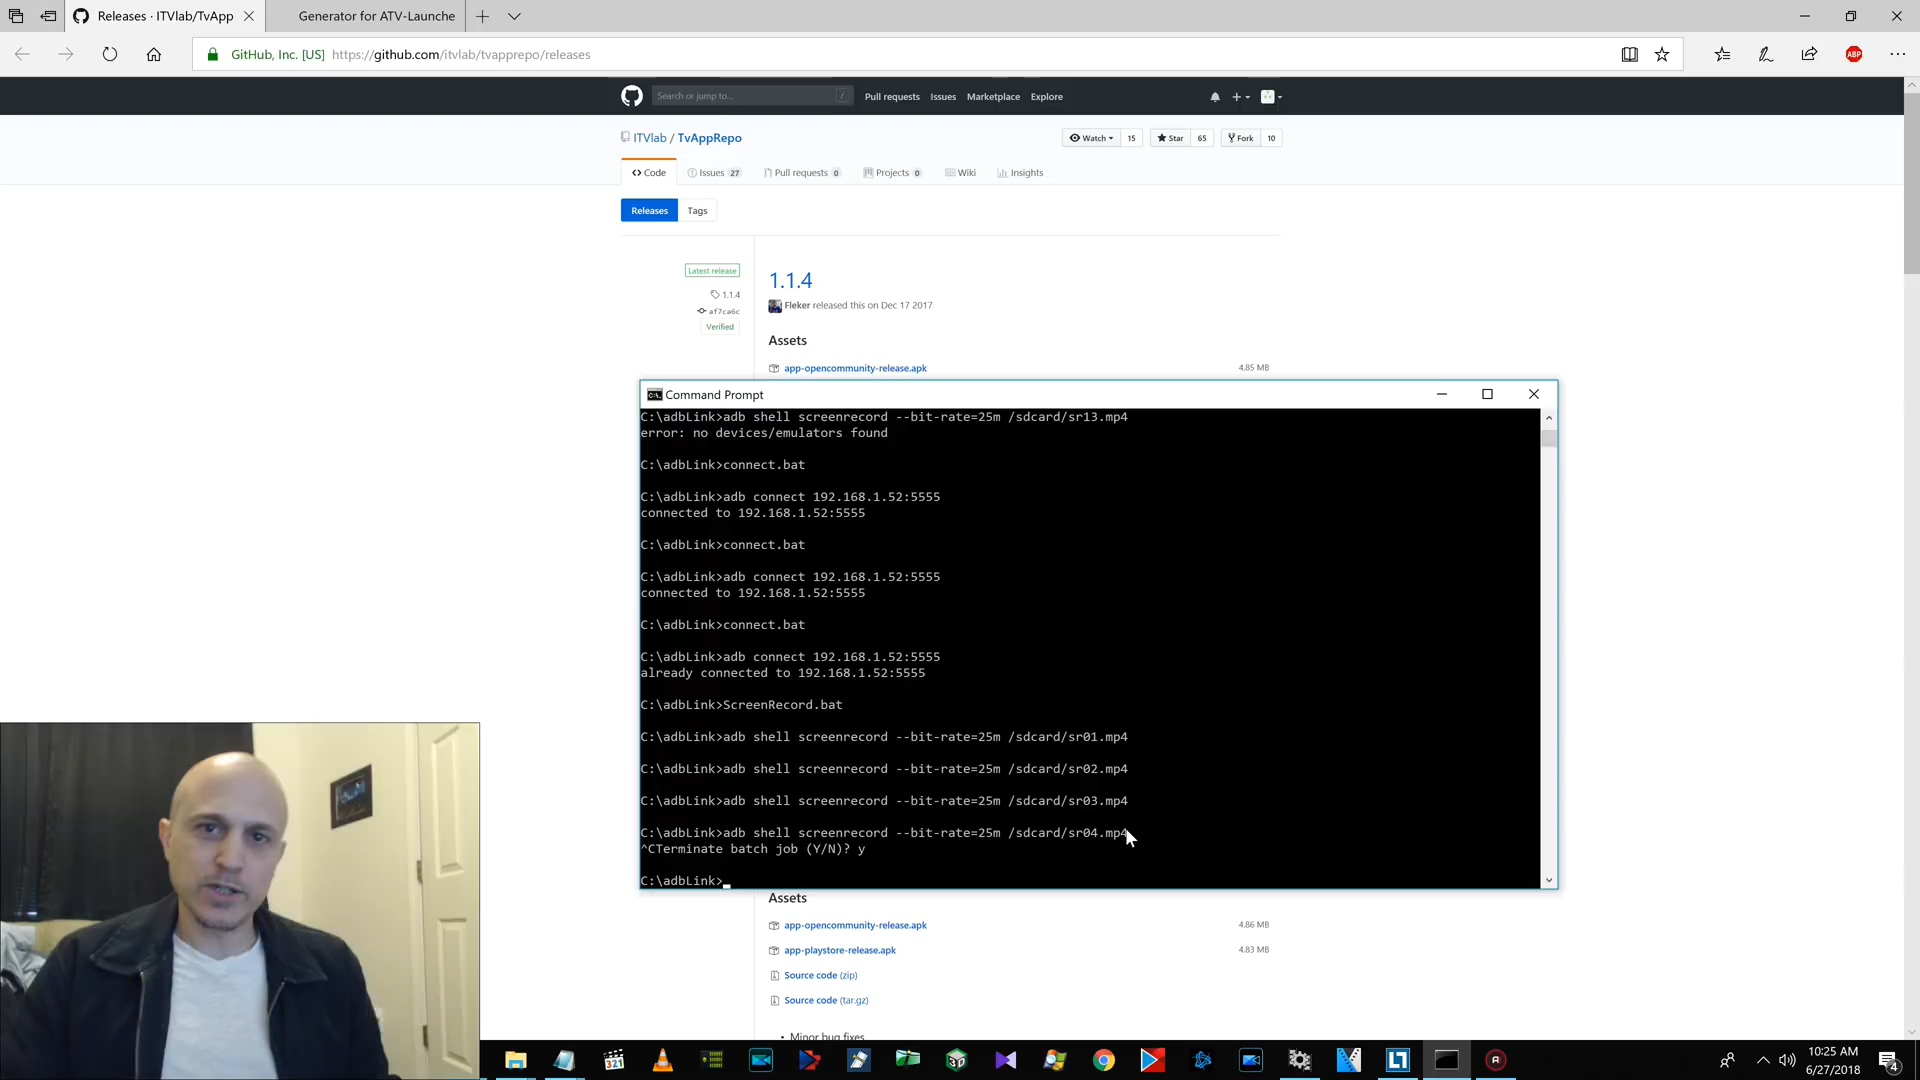 Releases · ITVlab/TvApp
Generator for ATV-Launche
GitHub, Inc. [US] https://github.com/itvlab/tvapprepo/releases
ABP
Search or jump to... /
Pull requests Issues Marketplace Explore
ITVlab / TvAppRepo
Watch 15 Star 65 Fork 10
Code Issues 27 Pull requests 0 Projects 0 Wiki Insights
Releases Tags
Latest release
1.1.4
af7ca6c
Verified
1.1.4
Fleker released this on Dec 17 2017
Assets
app-opencommunity-release.apk 4.85 MB
Command Prompt
C:\adbLink>adb shell screenrecord --bit-rate=25m /sdcard/sr13.mp4
error: no devices/emulators found
C:\adbLink>connect.bat
C:\adbLink>adb connect 192.168.1.52:5555
connected to 192.168.1.52:5555
C:\adbLink>connect.bat
C:\adbLink>adb connect 192.168.1.52:5555
connected to 192.168.1.52:5555
C:\adbLink>connect.bat
C:\adbLink>adb connect 192.168.1.52:5555
already connected to 192.168.1.52:5555
C:\adbLink>ScreenRecord.bat
C:\adbLink>adb shell screenrecord --bit-rate=25m /sdcard/sr01.mp4
C:\adbLink>adb shell screenrecord --bit-rate=25m /sdcard/sr02.mp4
C:\adbLink>adb shell screenrecord --bit-rate=25m /sdcard/sr03.mp4
C:\adbLink>adb shell screenrecord --bit-rate=25m /sdcard/sr04.mp4
^CTerminate batch job (Y/N)? y
C:\adbLink>
Assets
app-opencommunity-release.apk 4.86 MB
app-playstore-release.apk 4.83 MB
Source code (zip)
Source code (tar.gz)
• Minor bug fixes
321
10:25 AM
6/27/2018
4